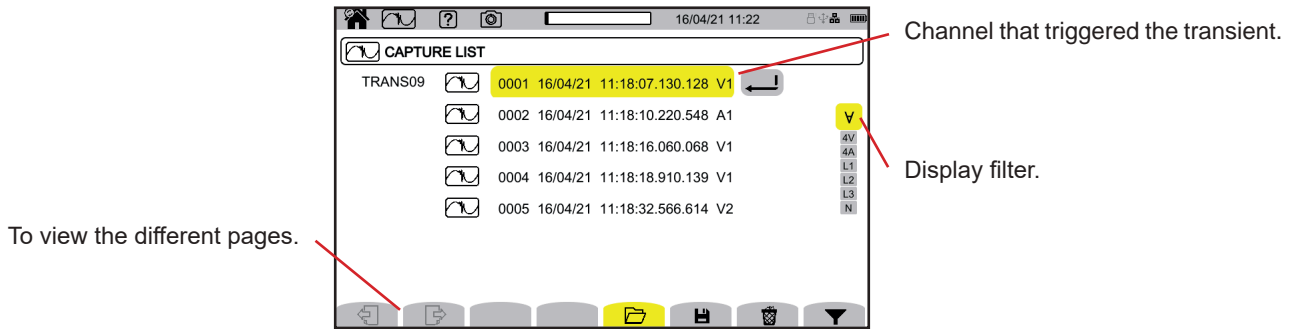 16/04/21 11:22
Channel that triggered the transient.
CAPTURE LIST
TRANS09 0001 16/04/21 11:18:07.130.128 V1
0002 16/04/21 11:18:10.220.548 A1
0003 16/04/21 11:18:16.060.068 V1
0004 16/04/21 11:18:18.910.139 V1
0005 16/04/21 11:18:32.566.614 V2
∀
4V
4A
L1
L2
L3
N
Display filter.
To view the different pages.